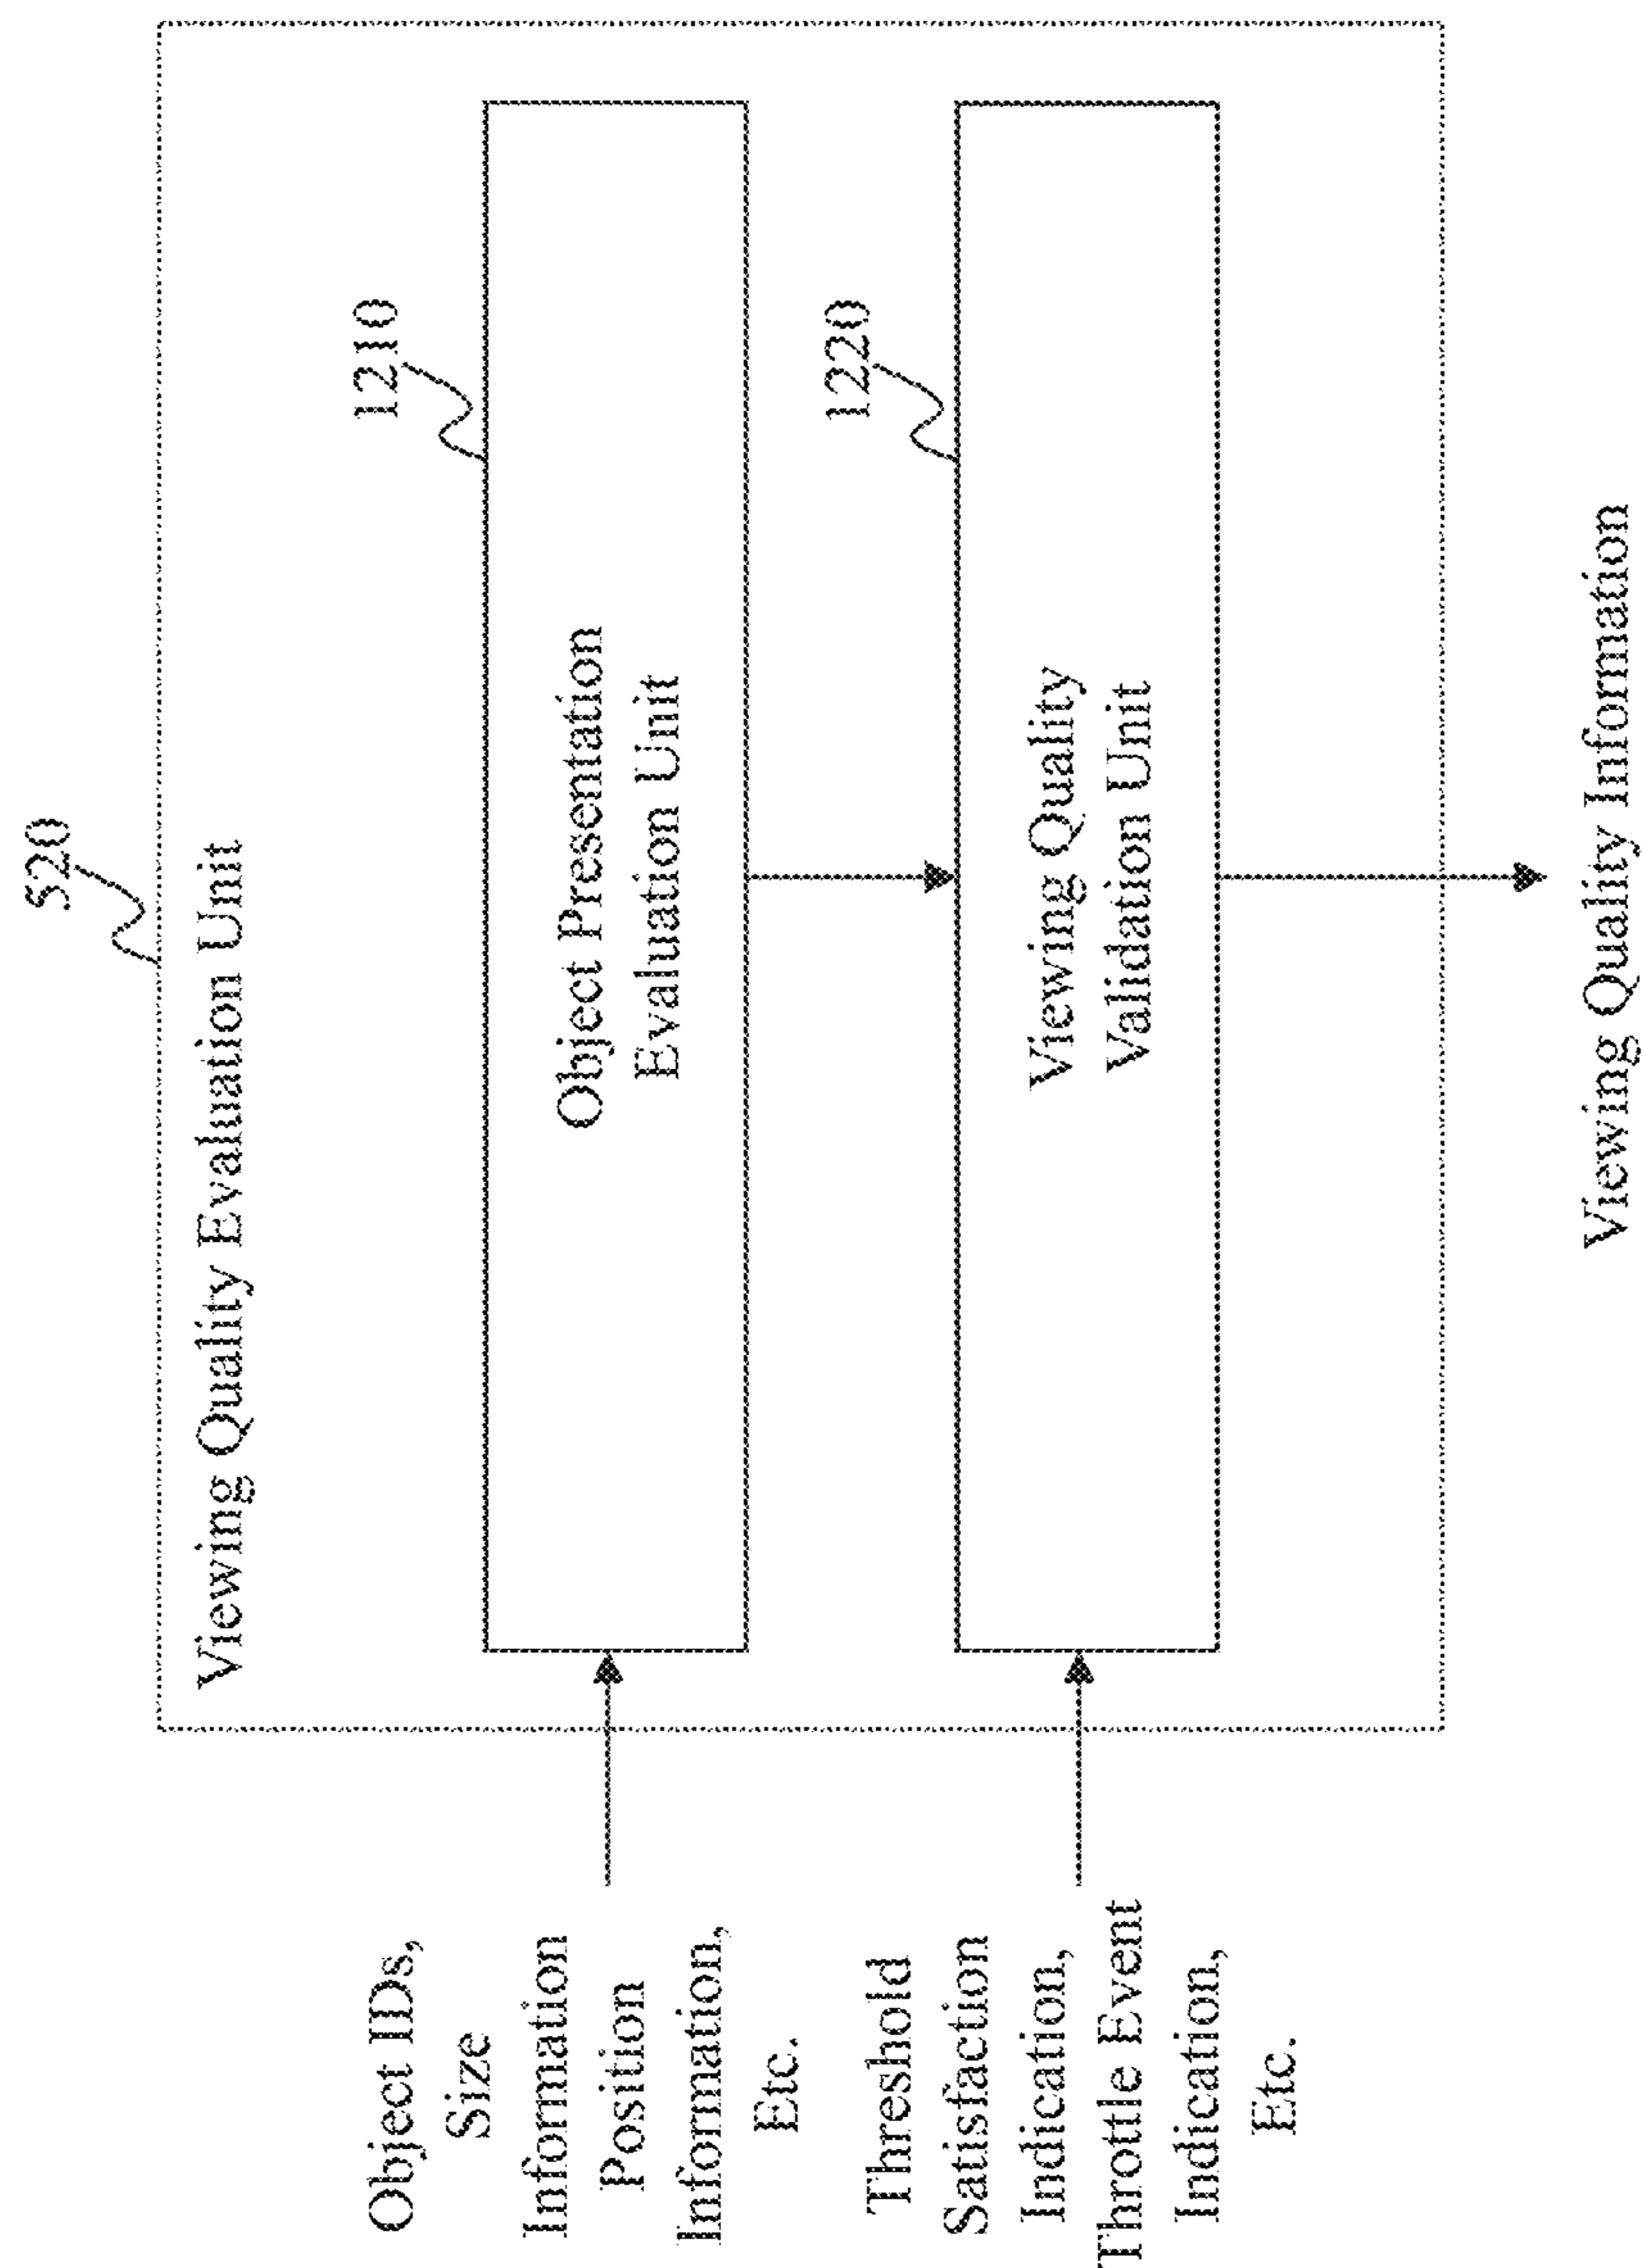 520
Viewing Quality Evaluation Unit
1210
Object Presentation
Evaluation Unit
Object IDs,
Size
Information
Position
Information,
Etc.
1220
Viewing Quality
Validation Unit
Threshold
Satisfaction
Indication,
Throttle Event
Indication,
Etc.
Viewing Quality Information